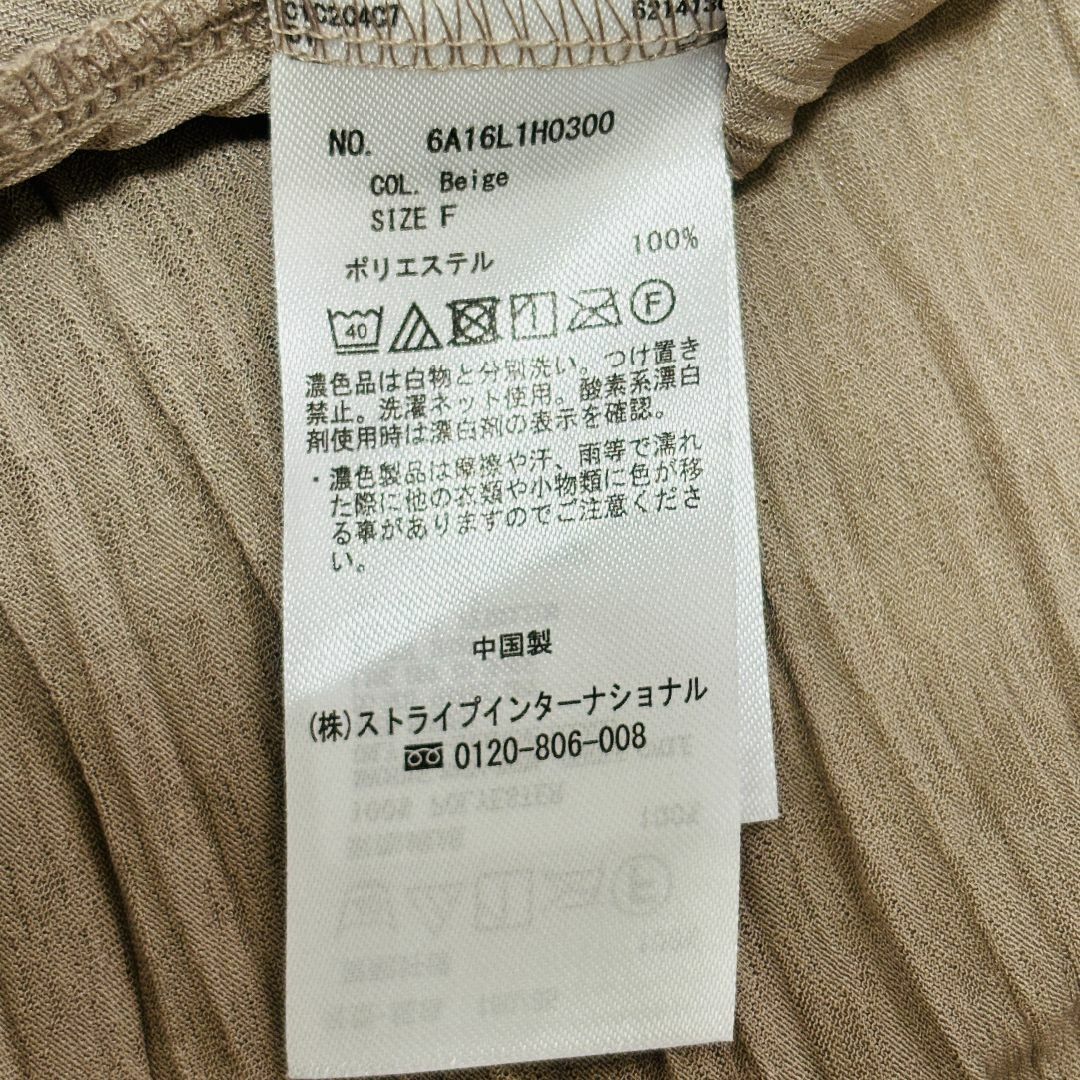 C1C2C4C7
NO. 6A16L1H0300
COL. Beige
SIZE F
ポリエステル 100%
40
F
濃色品は白物と分別洗い。つけ置き
禁止。洗濯ネット使用。酸素系漂白
剤使用時は漂白剤の表示を確認。
・濃色製品は摩擦や汗、雨等で濡れ
た際に他の衣類や小物類に色が移
る事がありますのでご注意くださ
い。
中国製
(株)ストライプインターナショナル
0120-806-008